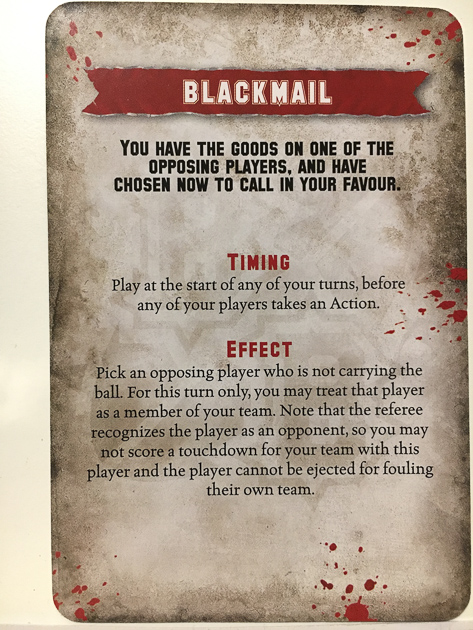 BLACKMAIL
YOU HAVE THE GOODS ON ONE OF THE
OPPOSING PLAYERS, AND HAVE
CHOSEN NOW TO CALL IN YOUR FAVOUR.
TIMING
Play at the start of any of your turns, before
any of your players takes an Action.
EFFECT
Pick an opposing player who is not carrying the
ball. For this turn only, you may treat that player
as a member of your team. Note that the referee
recognizes the player as an opponent, so you may
not score a touchdown for your team with this
player and the player cannot be ejected for fouling
their own team.